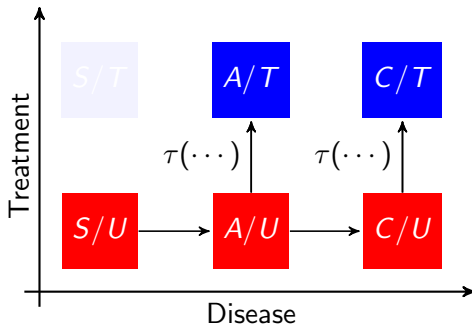 S/T A/T C/T
τ(···) τ(···)
S/U A/U C/U
Treatment
Disease